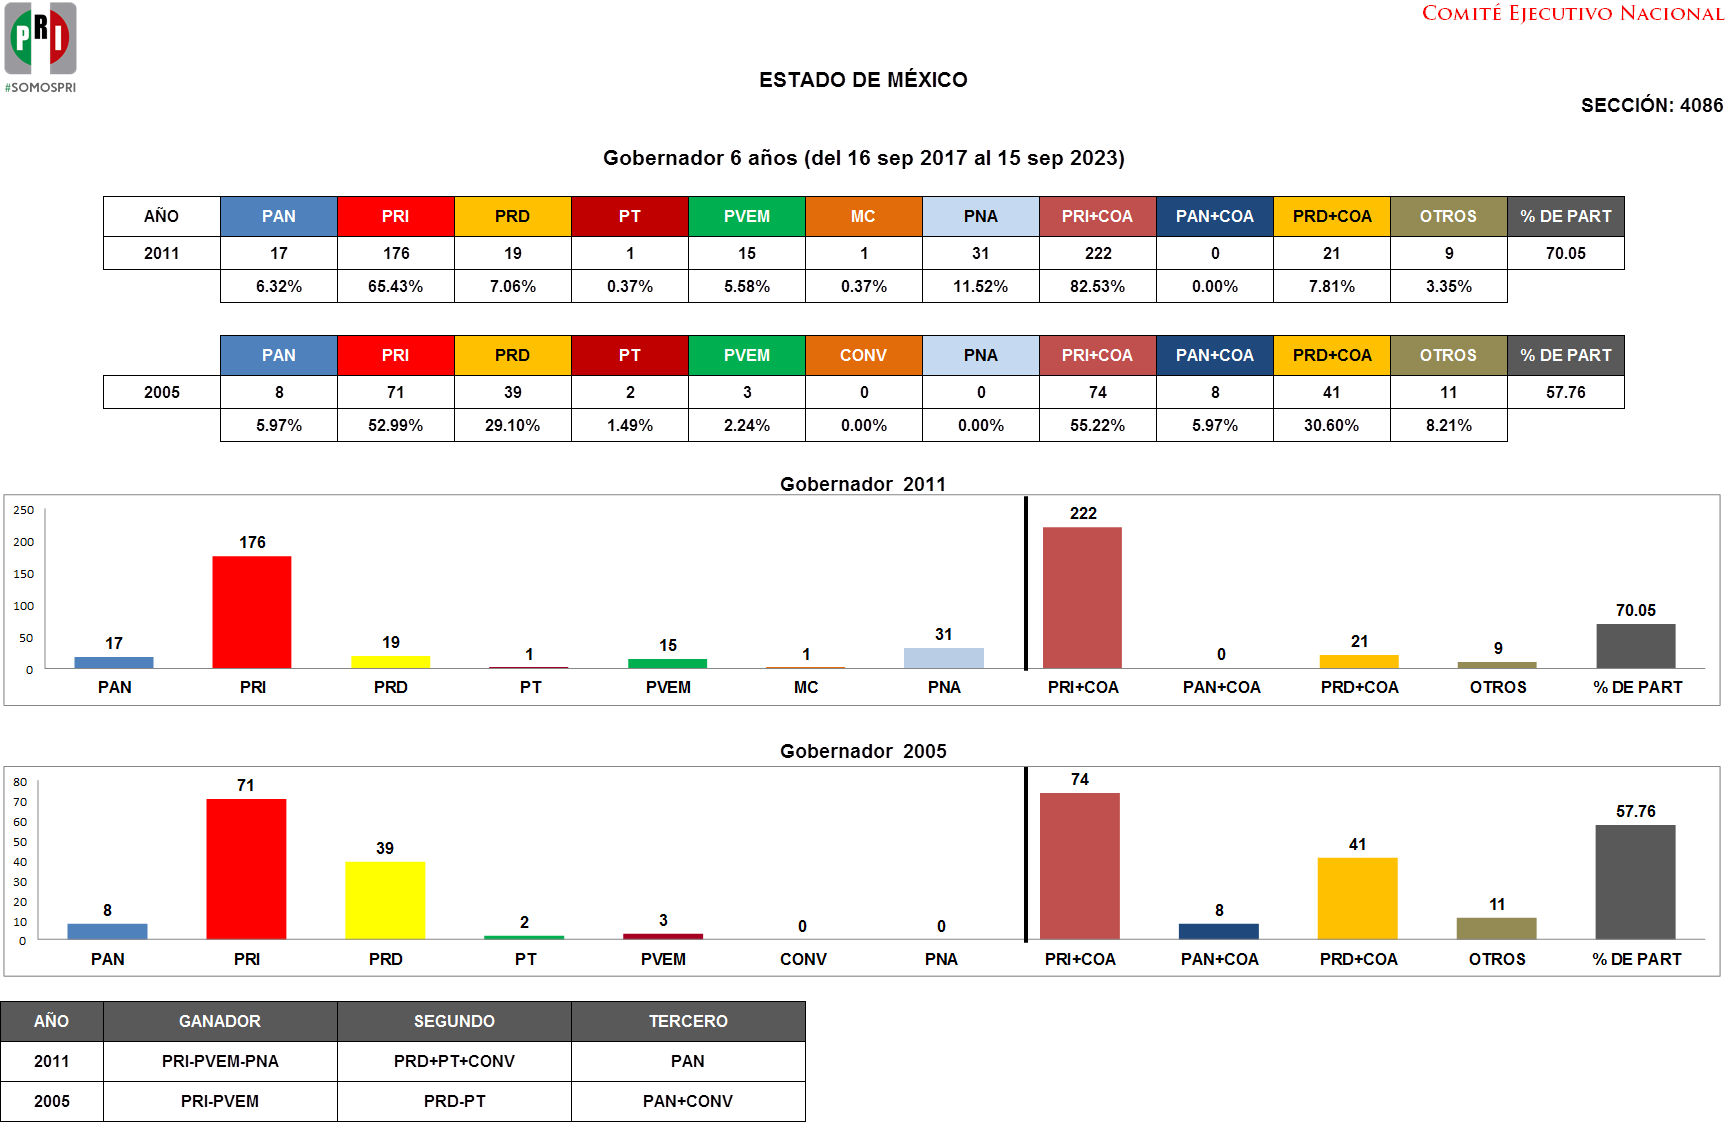 PRI
#SOMOSPRI
COMITÉ EJECUTIVO NACIONAL
ESTADO DE MÉXICO
SECCIÓN: 4086
Gobernador 6 años (del 16 sep 2017 al 15 sep 2023)
AÑO PAN PRI PRD PT PVEM MC PNA PRI+COA PAN+COA PRD+COA OTROS % DE PART
2011 17 176 19 1 15 1 31 222 0 21 9 70.05
6.32% 65.43% 7.06% 0.37% 5.58% 0.37% 11.52% 82.53% 0.00% 7.81% 3.35%
PAN PRI PRD PT PVEM CONV PNA PRI+COA PAN+COA PRD+COA OTROS % DE PART
2005 8 71 39 2 3 0 0 74 8 41 11 57.76
5.97% 52.99% 29.10% 1.49% 2.24% 0.00% 0.00% 55.22% 5.97% 30.60% 8.21%
Gobernador 2011
250
200
150
100
50
0
17 176 19 1 15 1 31 222 0 21 9 70.05
PAN PRI PRD PT PVEM MC PNA PRI+COA PAN+COA PRD+COA OTROS % DE PART
Gobernador 2005
80
70
60
50
40
30
20
10
0
8 71 39 2 3 0 0 74 8 41 11 57.76
PAN PRI PRD PT PVEM CONV PNA PRI+COA PAN+COA PRD+COA OTROS % DE PART
AÑO GANADOR SEGUNDO TERCERO
2011 PRI-PVEM-PNA PRD+PT+CONV PAN
2005 PRI-PVEM PRD-PT PAN+CONV